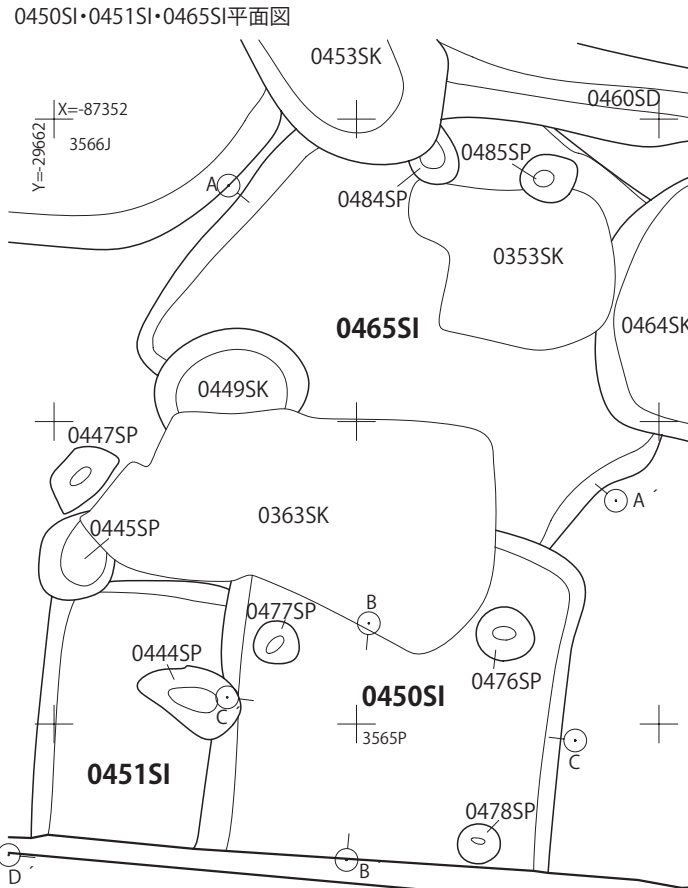 0450SI･0451SI･0465SI平面図
0453SK
0460SD
X=-87352
Y=-29662
3566J
0485SP
A
0484SP
0353SK
0465SI
0464SK
0449SK
0447SP
0363SK
A´
0445SP
0477SP
B
0444SP
0476SP
0450SI
C´
3565P
C
0451SI
0478SP
D´
B´